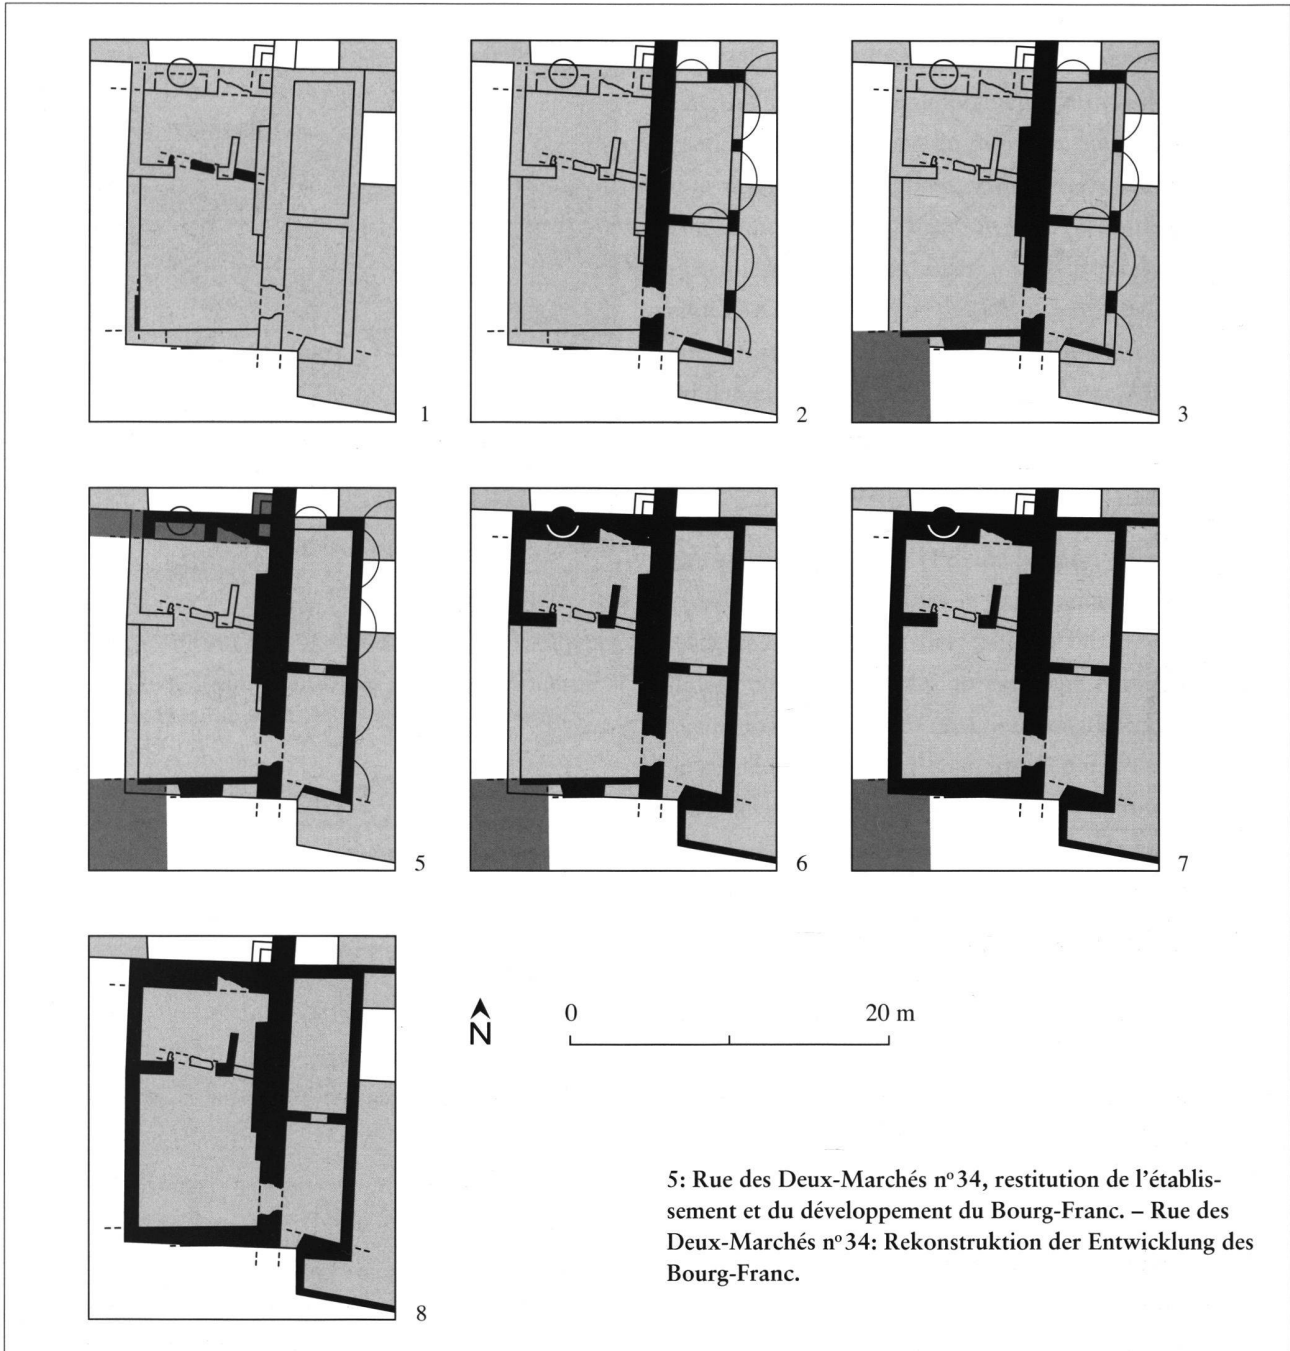 1
2
3
5
6
7
8
N
0 20 m
5: Rue des Deux-Marchés nº 34, restitution de l’établis-
sement et du développement du Bourg-Franc. – Rue des
Deux-Marchés nº 34: Rekonstruktion der Entwicklung des
Bourg-Franc.